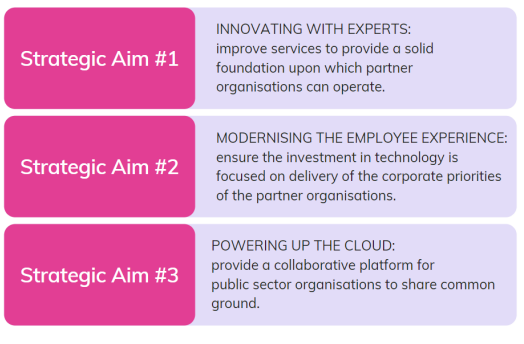 Strategic Aim #1
INNOVATING WITH EXPERTS:
improve services to provide a solid
foundation upon which partner
organisations can operate.
Strategic Aim #2
MODERNISING THE EMPLOYEE EXPERIENCE:
ensure the investment in technology is
focused on delivery of the corporate priorities
of the partner organisations.
Strategic Aim #3
POWERING UP THE CLOUD:
provide a collaborative platform for
public sector organisations to share common
ground.